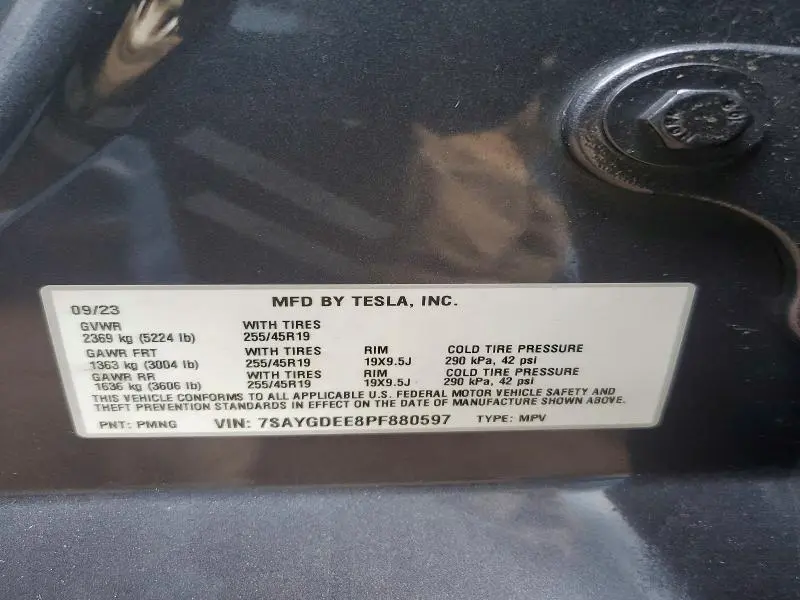 MFD BY TESLA, INC.
09/23
GVWR WITH TIRES
2369 kg (5224 lb) 255/45R19
GAWR FRT WITH TIRES RIM COLD TIRE PRESSURE
1363 kg (3004 lb) 255/45R19 19X9.5J 290 kPa, 42 psi
GAWR RR WITH TIRES RIM COLD TIRE PRESSURE
1636 kg (3606 lb) 255/45R19 19X9.5J 290 kPa, 42 psi
THIS VEHICLE CONFORMS TO ALL APPLICABLE U.S. FEDERAL MOTOR VEHICLE SAFETY AND
THEFT PREVENTION STANDARDS IN EFFECT ON THE DATE OF MANUFACTURE SHOWN ABOVE.
PNT: PMNG VIN: 7SAYGDEE8PF880597 TYPE: MPV